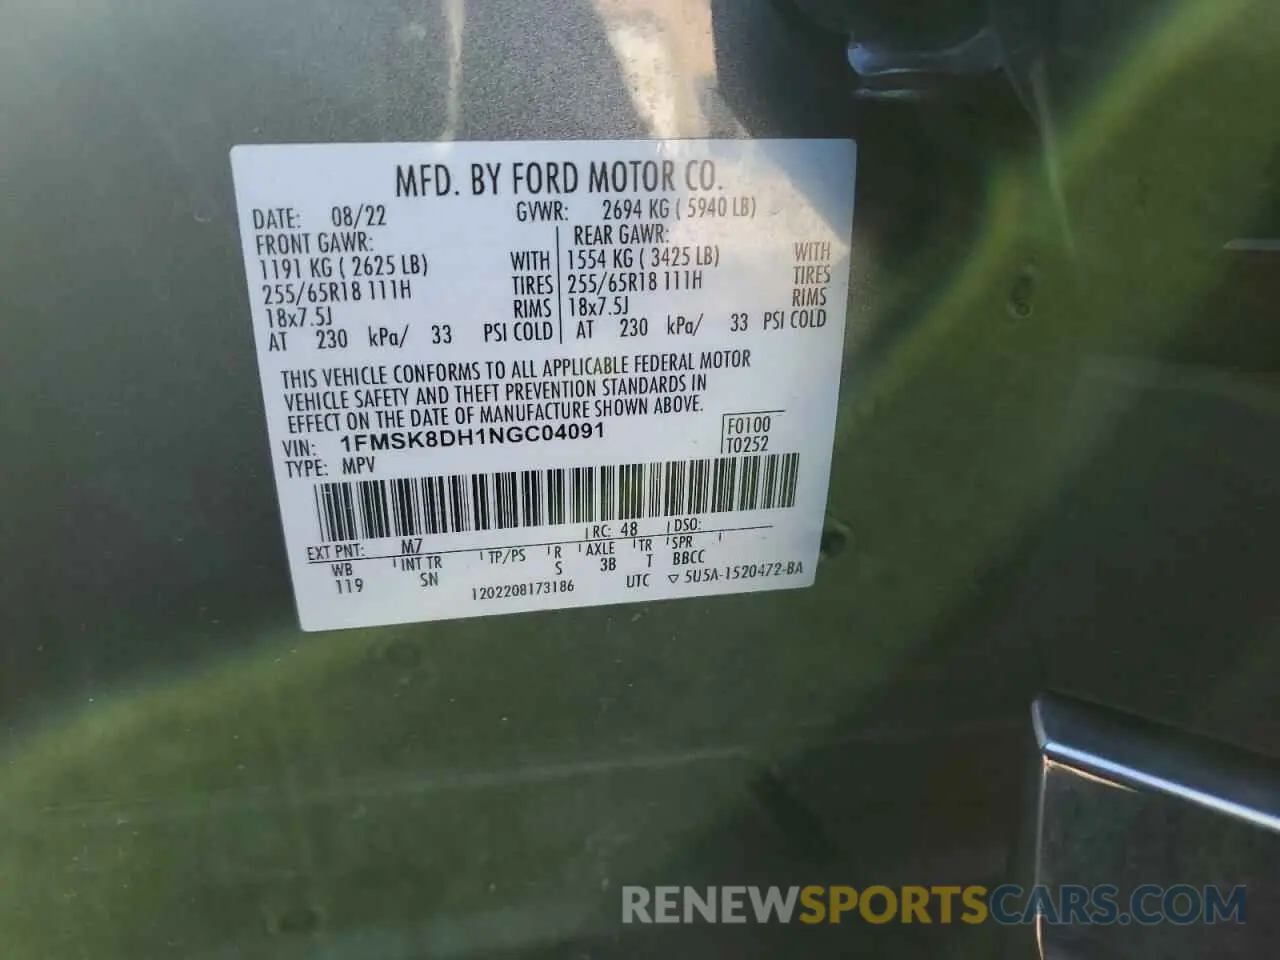 MFD. BY FORD MOTOR CO.
DATE: 08/22 GVWR: 2694 KG ( 5940 LB)
FRONT GAWR: REAR GAWR:
1191 KG ( 2625 LB) WITH 1554 KG ( 3425 LB) WITH
255/65R18 111H TIRES 255/65R18 111H TIRES
18x7.5J RIMS 18x7.5J RIMS
AT 230 kPa/ 33 PSI COLD AT 230 kPa/ 33 PSI COLD
THIS VEHICLE CONFORMS TO ALL APPLICABLE FEDERAL MOTOR
VEHICLE SAFETY AND THEFT PREVENTION STANDARDS IN
EFFECT ON THE DATE OF MANUFACTURE SHOWN ABOVE.
VIN: 1FMSK8DH1NGC04091 F0100
TYPE: MPV T0252
EXT PNT: M7 RC: 48 DSO:
WB INT TR TP/PS R AXLE TR SPR
119 SN S 3B T BBCC
1202208173186 UTC ▽ 5U5A-1520472-BA
RENEWSPORTSCARS.COM